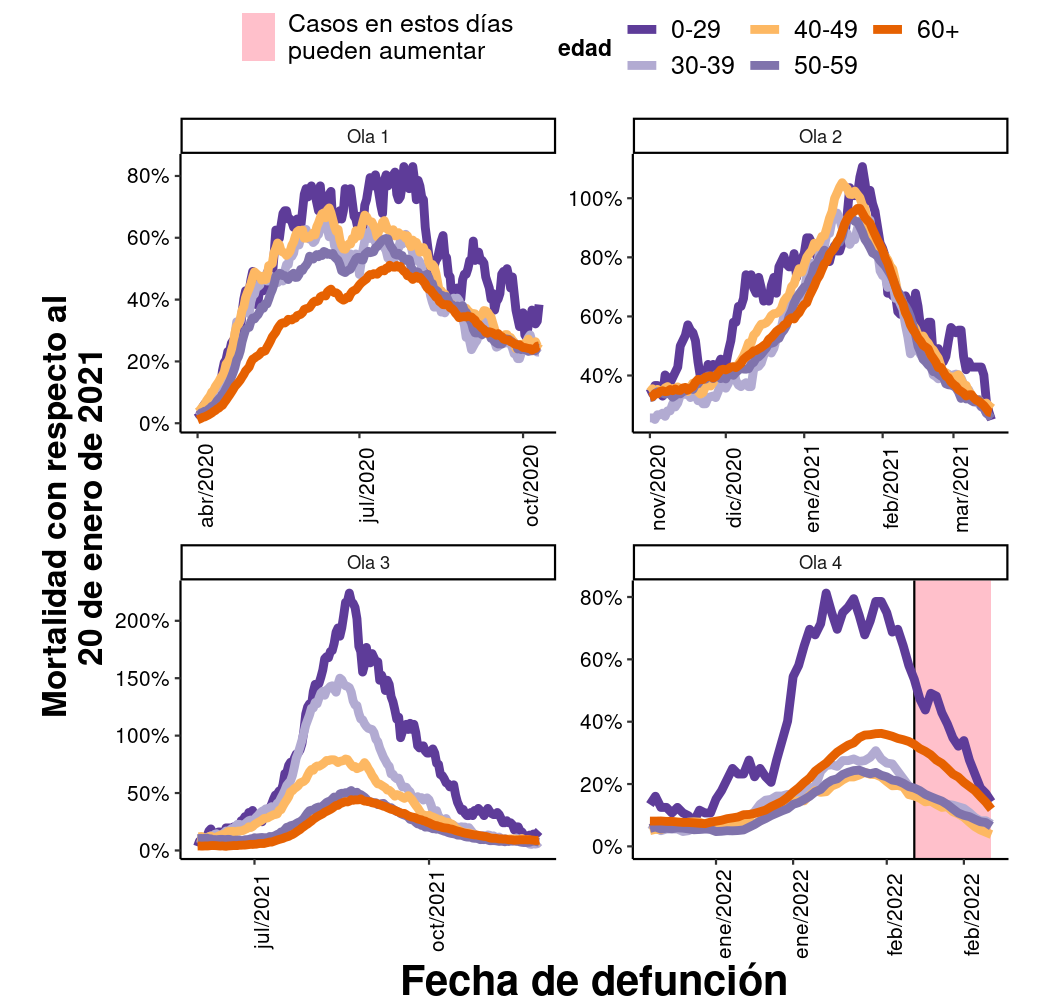 Casos en estos días
pueden aumentar
edad
0-29
40-49
60+
30-39
50-59
Mortalidad con respecto al
20 de enero de 2021
Ola 1
80%
60%
40%
20%
0%
abr/2020
jul/2020
oct/2020
Ola 2
100%
80%
60%
40%
nov/2020
dic/2020
ene/2021
feb/2021
mar/2021
Ola 3
200%
150%
100%
50%
0%
jul/2021
oct/2021
Ola 4
80%
60%
40%
20%
0%
ene/2022
ene/2022
feb/2022
feb/2022
Fecha de defunción